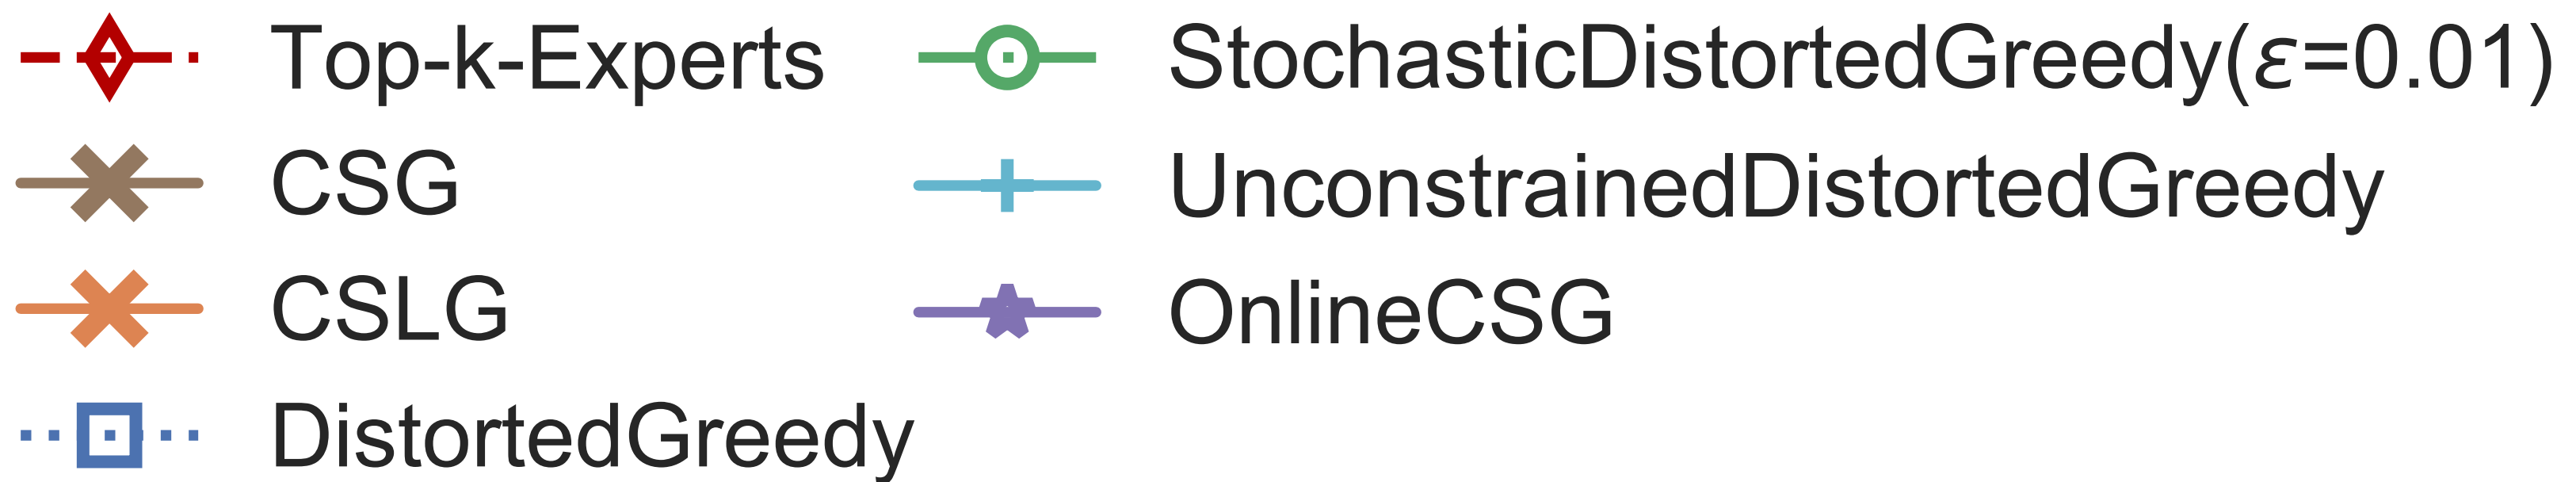 Top-k-Experts
CSG
CSLG
DistortedGreedy
StochasticDistortedGreedy(ε=0.01)
UnconstrainedDistortedGreedy
OnlineCSG